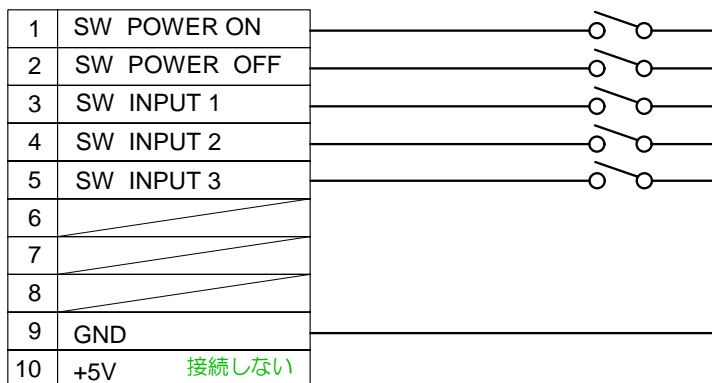 1 SW POWER ON
2 SW POWER OFF
3 SW INPUT 1
4 SW INPUT 2
5 SW INPUT 3
6
7
8
9 GND
10 +5V 接続しない